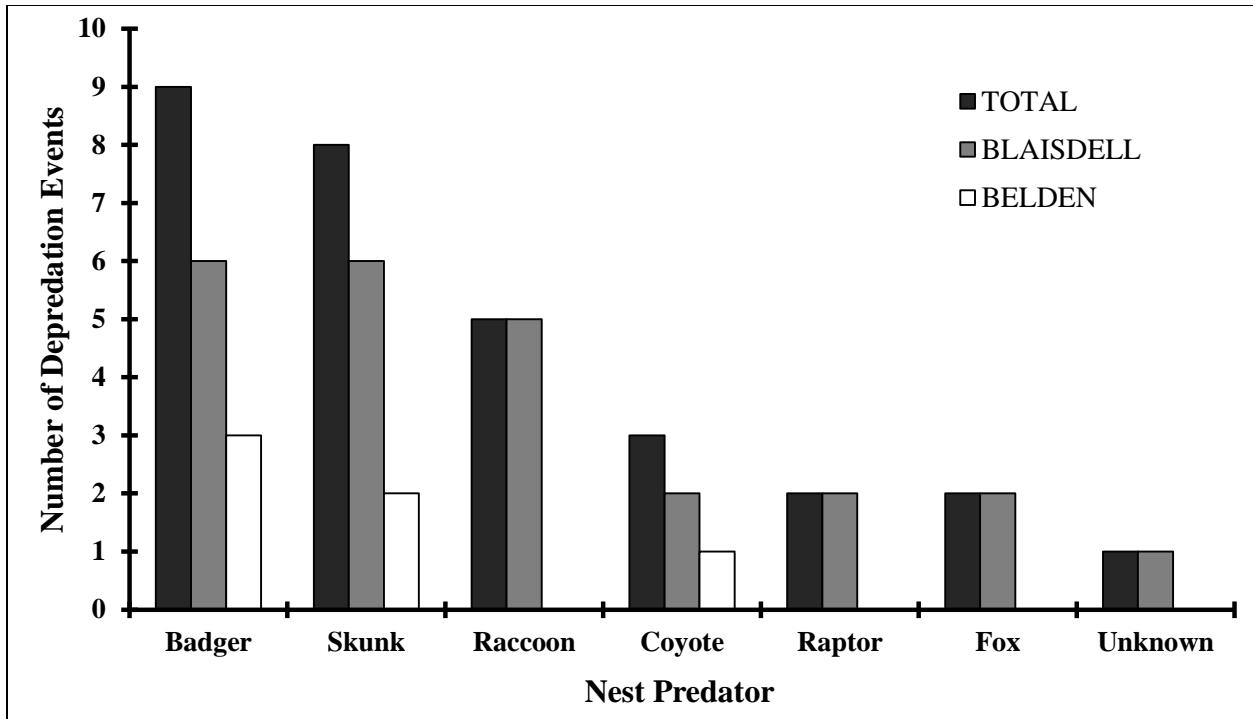 10
9
8
7
6
5
4
3
2
1
0
Number of Depredation Events
TOTAL
BLAISDELL
BELDEN
Badger Skunk Raccoon Coyote Raptor Fox Unknown
Nest Predator